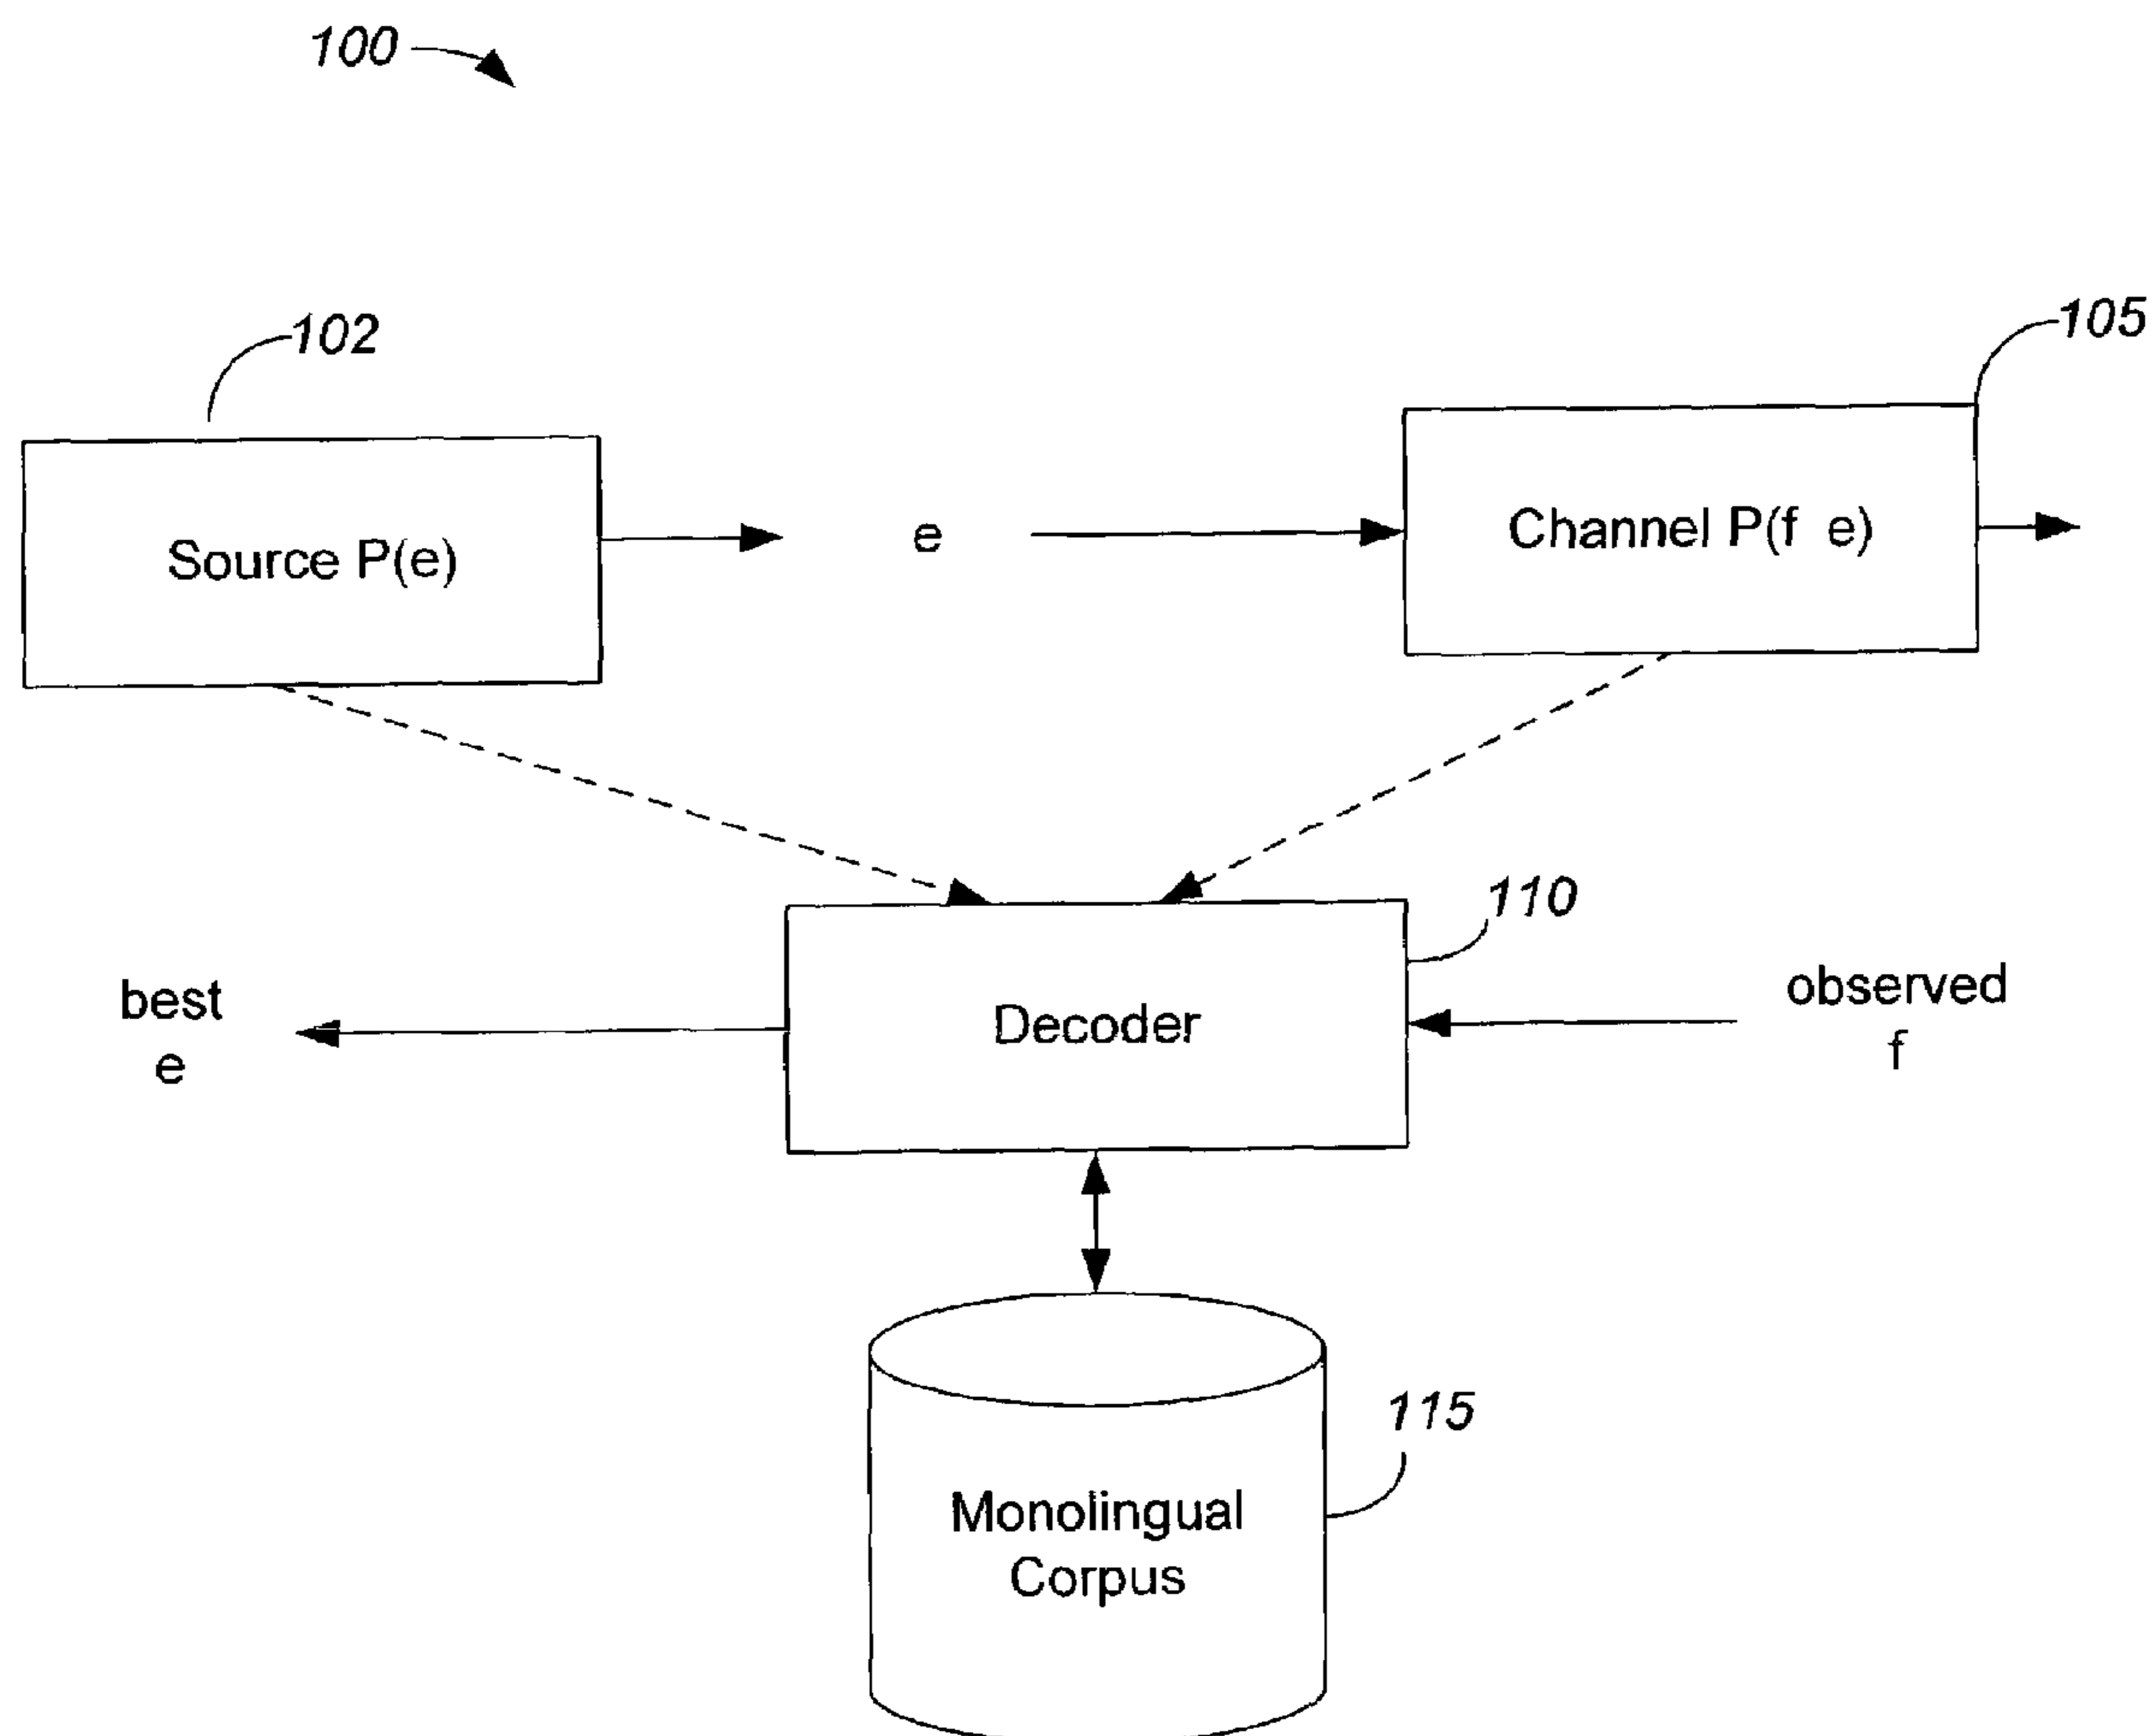 100
102
105
Source P(e)
e
Channel P(f e)
110
best
e
Decoder
observed
f
115
Monolingual
Corpus